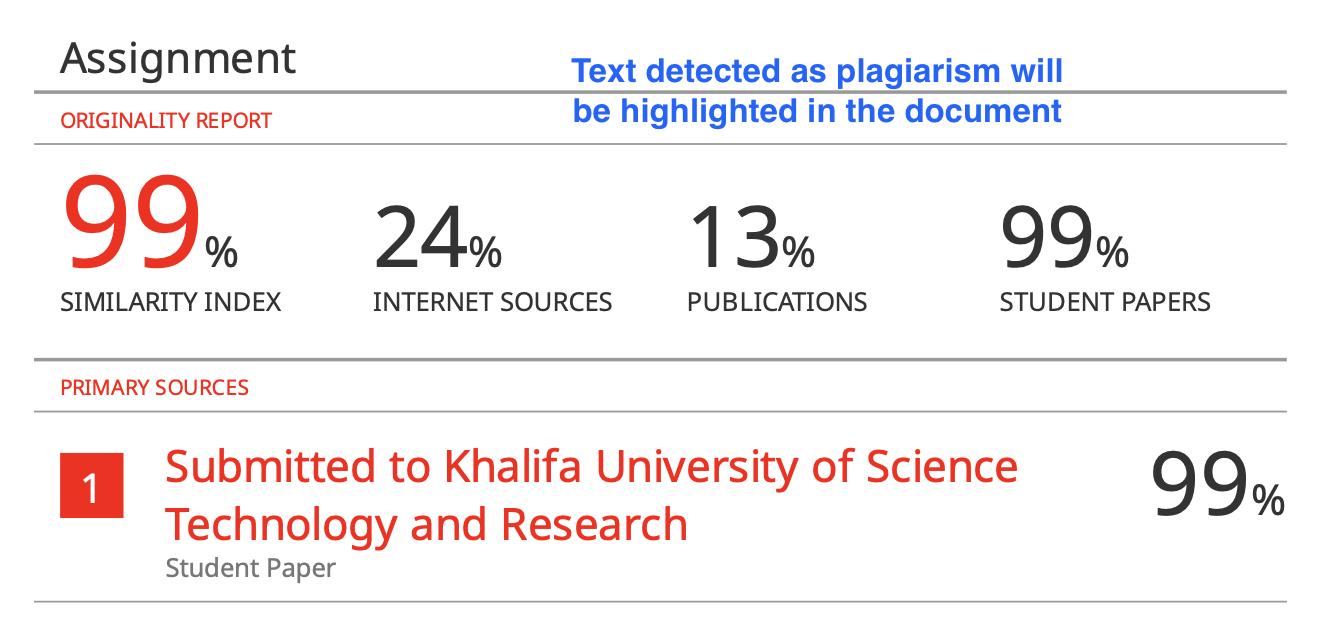 Assignment
Text detected as plagiarism will
be highlighted in the document
ORIGINALITY REPORT
99%
SIMILARITY INDEX
24%
INTERNET SOURCES
13%
PUBLICATIONS
99%
STUDENT PAPERS
PRIMARY SOURCES
1
Submitted to Khalifa University of Science
Technology and Research
Student Paper
99%